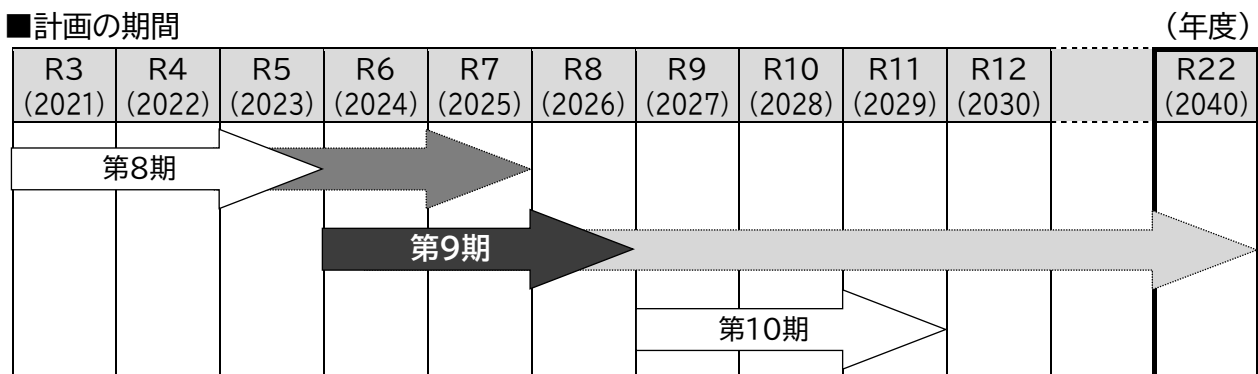 ■計画の期間 (年度)
R3 R4 R5 R6 R7 R8 R9 R10 R11 R12 R22
(2021) (2022) (2023) (2024) (2025) (2026) (2027) (2028) (2029) (2030) (2040)
第8期
第9期
第10期